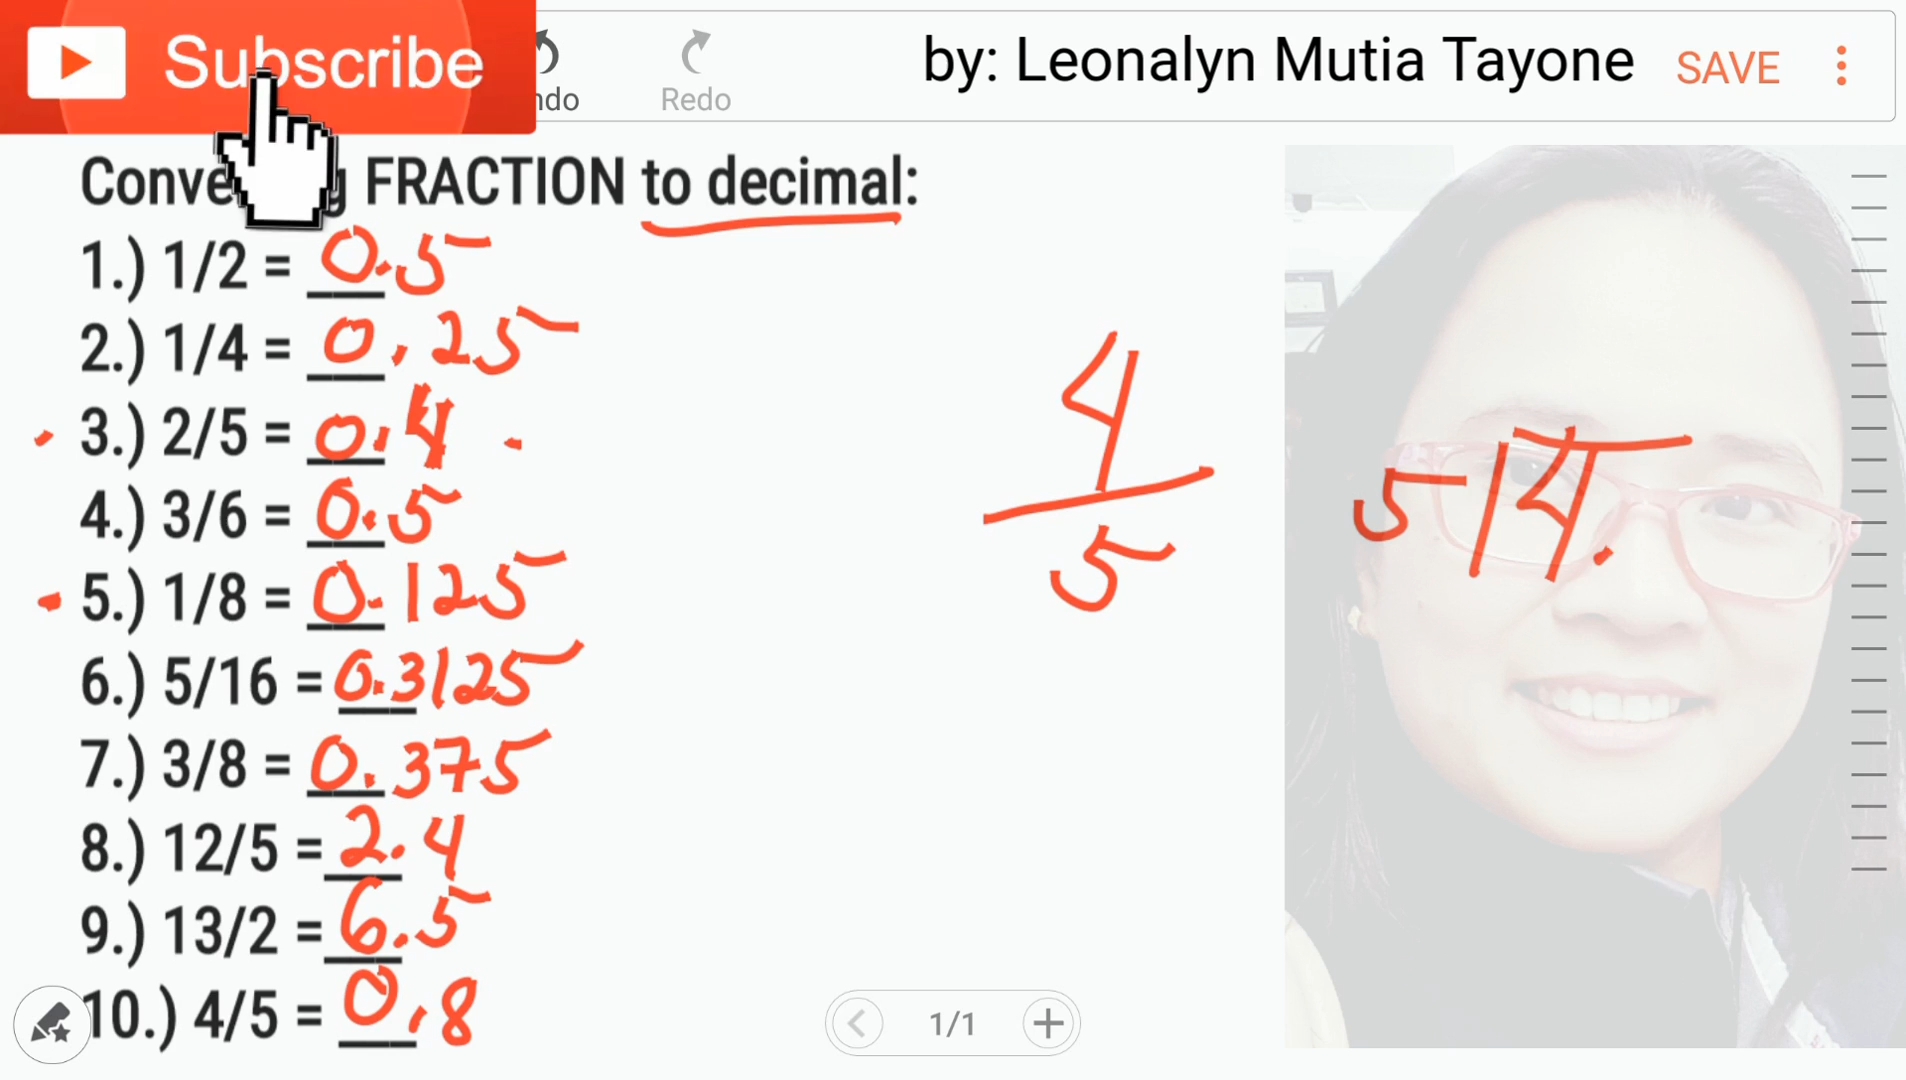 Subscribe
ndo
Redo
by: Leonalyn Mutia Tayone
SAVE
Conve g FRACTION to decimal:
1.) 1/2 = 0.5
2.) 1/4 = 0.25
3.) 2/5 = 0.4
4.) 3/6 = 0.5
5.) 1/8 = 0.125
6.) 5/16 = 0.3125
7.) 3/8 = 0.375
8.) 12/5 = 2.4
9.) 13/2 = 6.5
10.) 4/5 = 0.8
4
5
5 4.
1/1